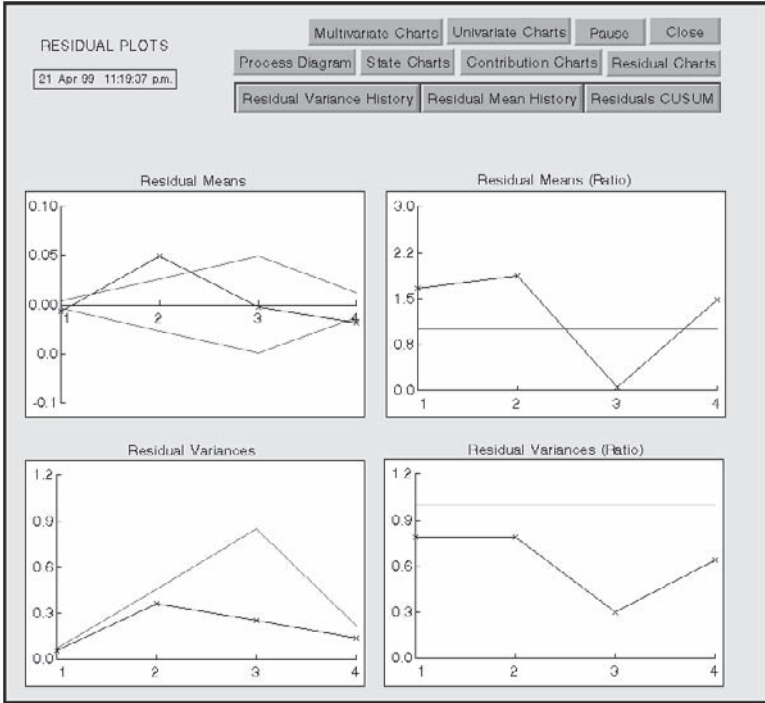 Multivariate Charts Univariate Charts Pause Close
RESIDUAL PLOTS
Process Diagram State Charts Contribution Charts Residual Charts
21 Apr 99 11:19:37 p.m.
Residual Variance History Residual Mean History Residuals CUSUM
Residual Means
0.10
0.05
0.00
0.0
-0.1
1 2 3 4
Residual Means (Ratio)
3.0
2.2
1.5
0.8
0.0
1 2 3 4
Residual Variances
1.2
0.9
0.6
0.3
0.0
1 2 3 4
Residual Variances (Ratio)
1.2
0.9
0.6
0.3
0.0
1 2 3 4